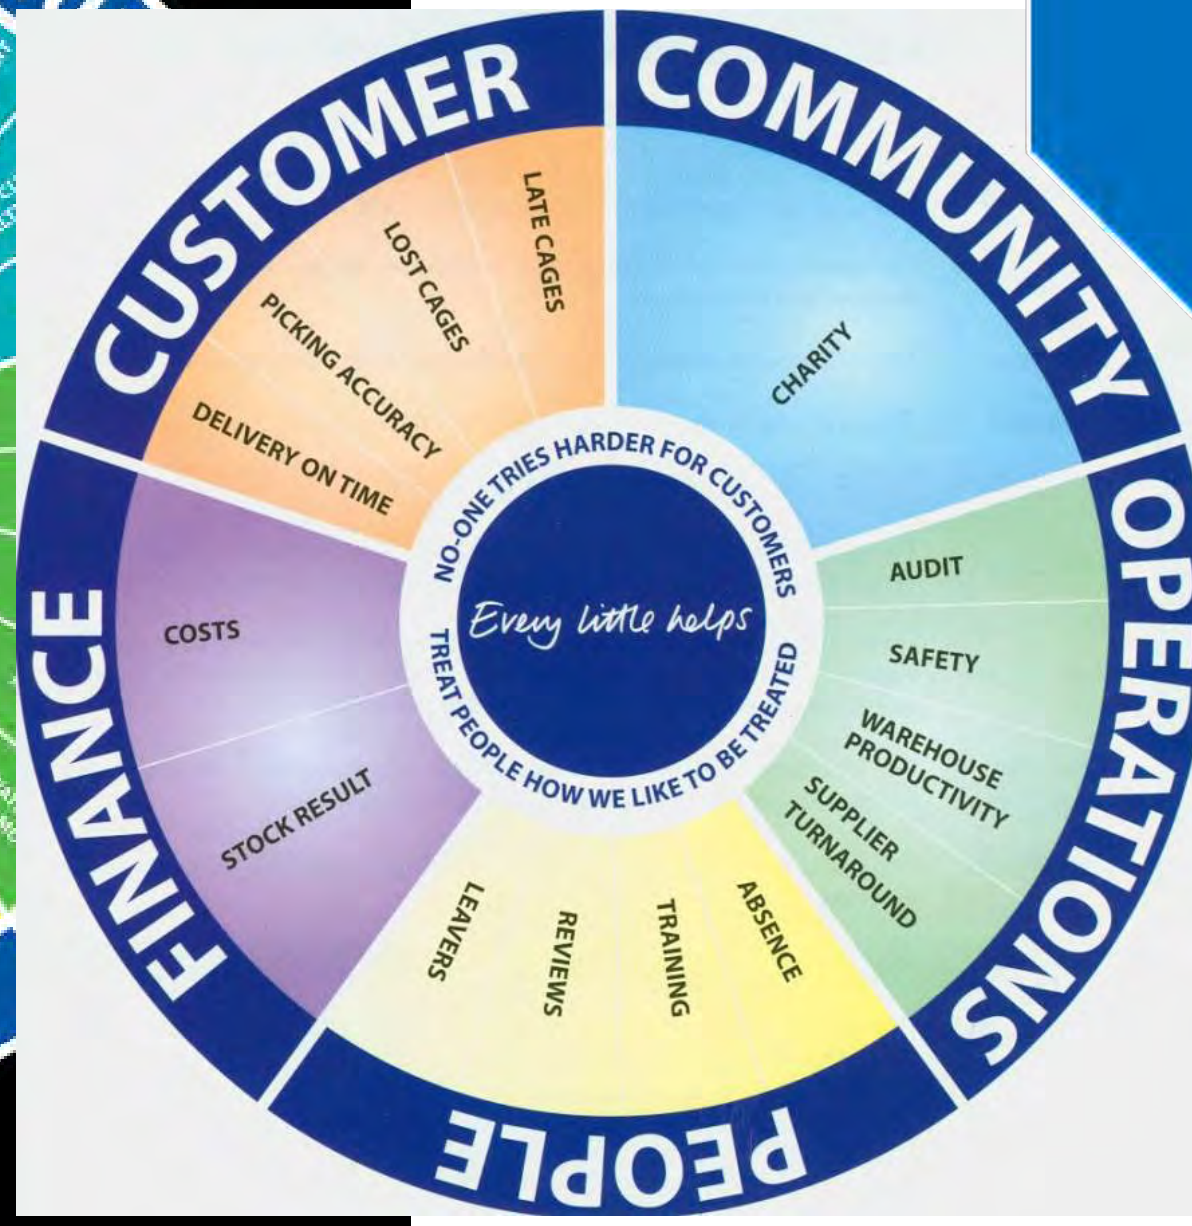 CUSTOMER
LATE CAGES
LOST CAGES
PICKING ACCURACY
DELIVERY ON TIME
COMMUNITY
CHARITY
OPERATIONS
AUDIT
SAFETY
WAREHOUSE
PRODUCTIVITY
SUPPLIER
TURNAROUND
PEOPLE
ABSENCE
TRAINING
REVIEWS
LEAVERS
FINANCE
COSTS
STOCK RESULT
NO-ONE TRIES HARDER FOR CUSTOMERS
Every little helps
TREAT PEOPLE HOW WE LIKE TO BE TREATED